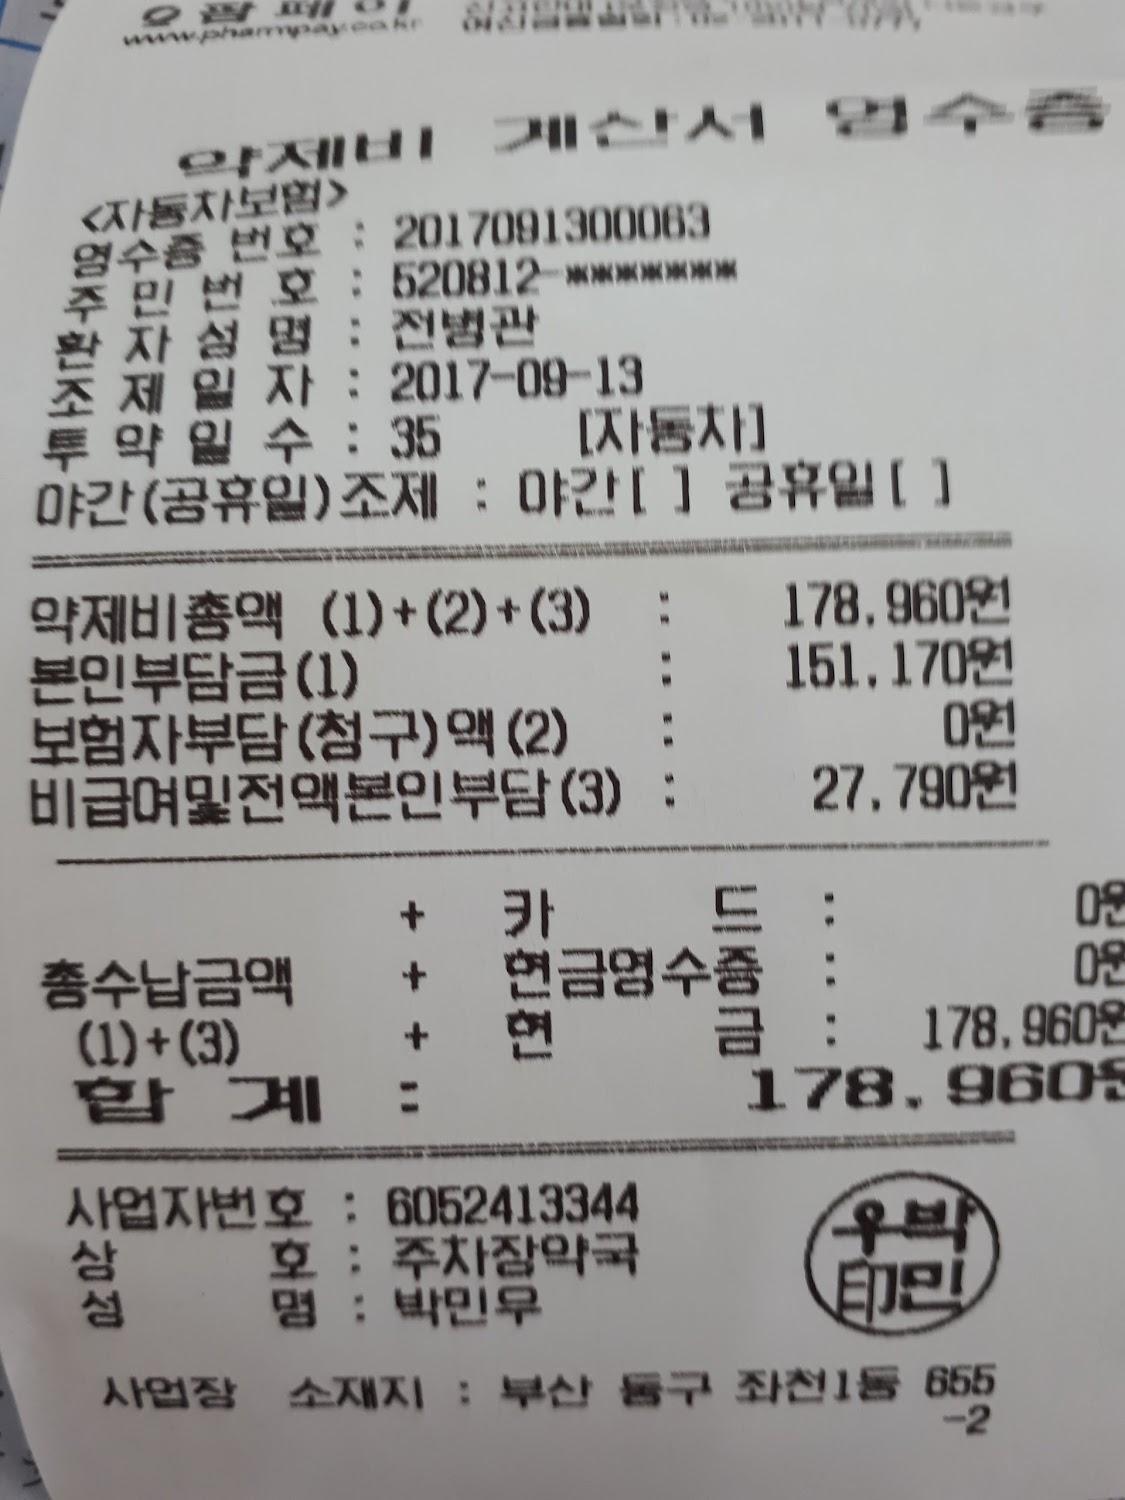 www.pharmpay.co.kr
약제비 계산서 영수증
<자동차보험>
영수증 번호 : 2017091300063
주민번호 : 520812-*******
환자성명 : 전병관
조제일자 : 2017-09-13
투약일수 : 35 [자동차]
야간(공휴일)조제 : 야간[ ] 공휴일[ ]
약제비총액 (1)+(2)+(3) : 178,960원
본인부담금(1) : 151,170원
보험자부담(청구)액(2) : 0원
비급여및전액본인부담(3) : 27,790원
+ 카 드 : 0원
총수납금액 + 현금영수증 : 0원
(1)+(3) + 현 금 : 178,960원
합 계 : 178,960원
사업자번호 : 6052413344
상 호 : 주차장약국
성 명 : 박민우
우박
印민
사업장 소재지 : 부산 동구 좌천1동 655
-2